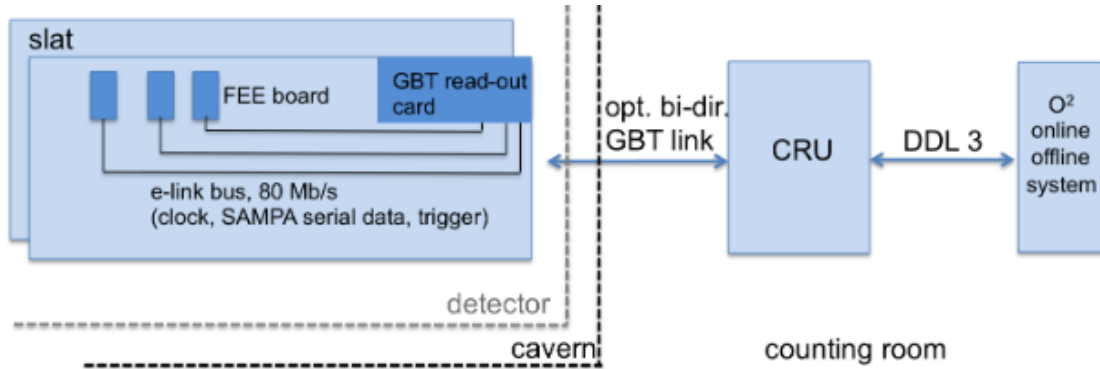 slat
FEE board
GBT read-out
card
e-link bus, 80 Mb/s
(clock, SAMPA serial data, trigger)
detector
cavern
opt. bi-dir.
GBT link
CRU
DDL 3
O²
online
offline
system
counting room